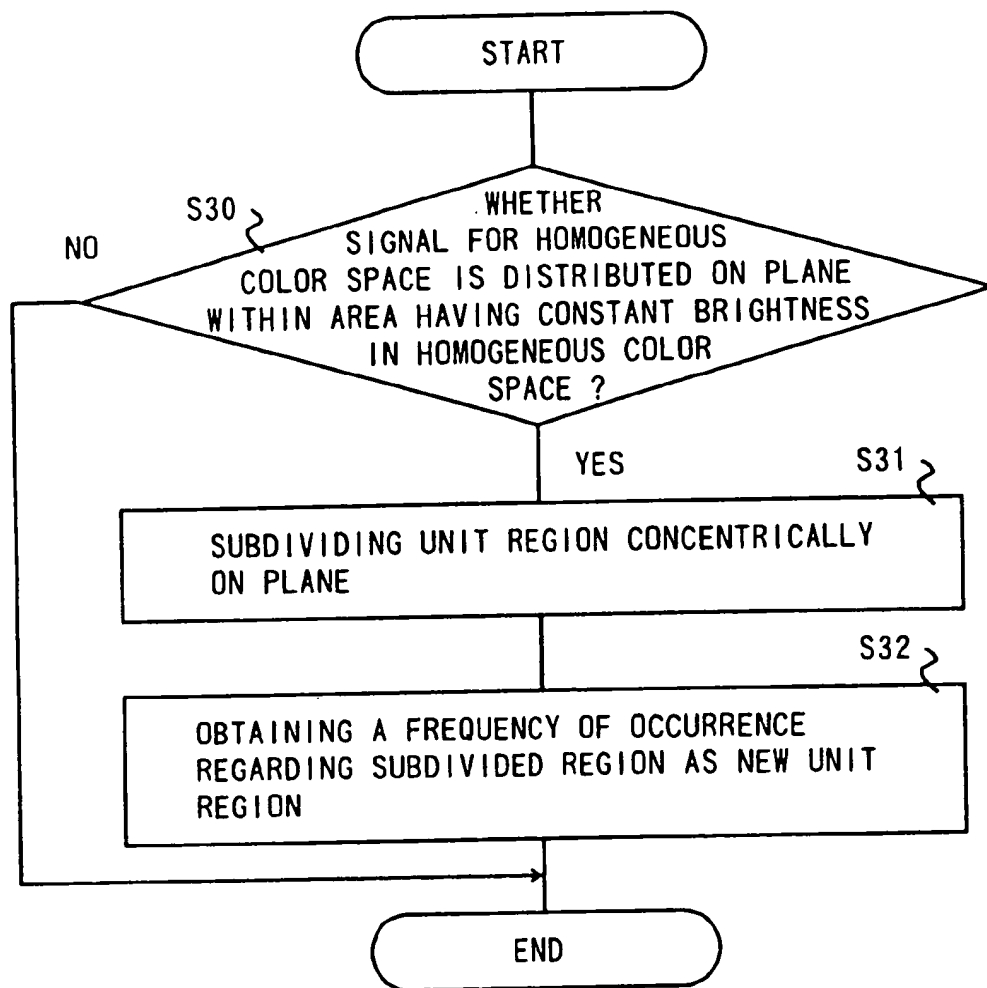 START
S30
NO
WHETHER
SIGNAL FOR HOMOGENEOUS
COLOR SPACE IS DISTRIBUTED ON PLANE
WITHIN AREA HAVING CONSTANT BRIGHTNESS
IN HOMOGENEOUS COLOR
SPACE ?
YES
S31
SUBDIVIDING UNIT REGION CONCENTRICALLY
ON PLANE
S32
OBTAINING A FREQUENCY OF OCCURRENCE
REGARDING SUBDIVIDED REGION AS NEW UNIT
REGION
END